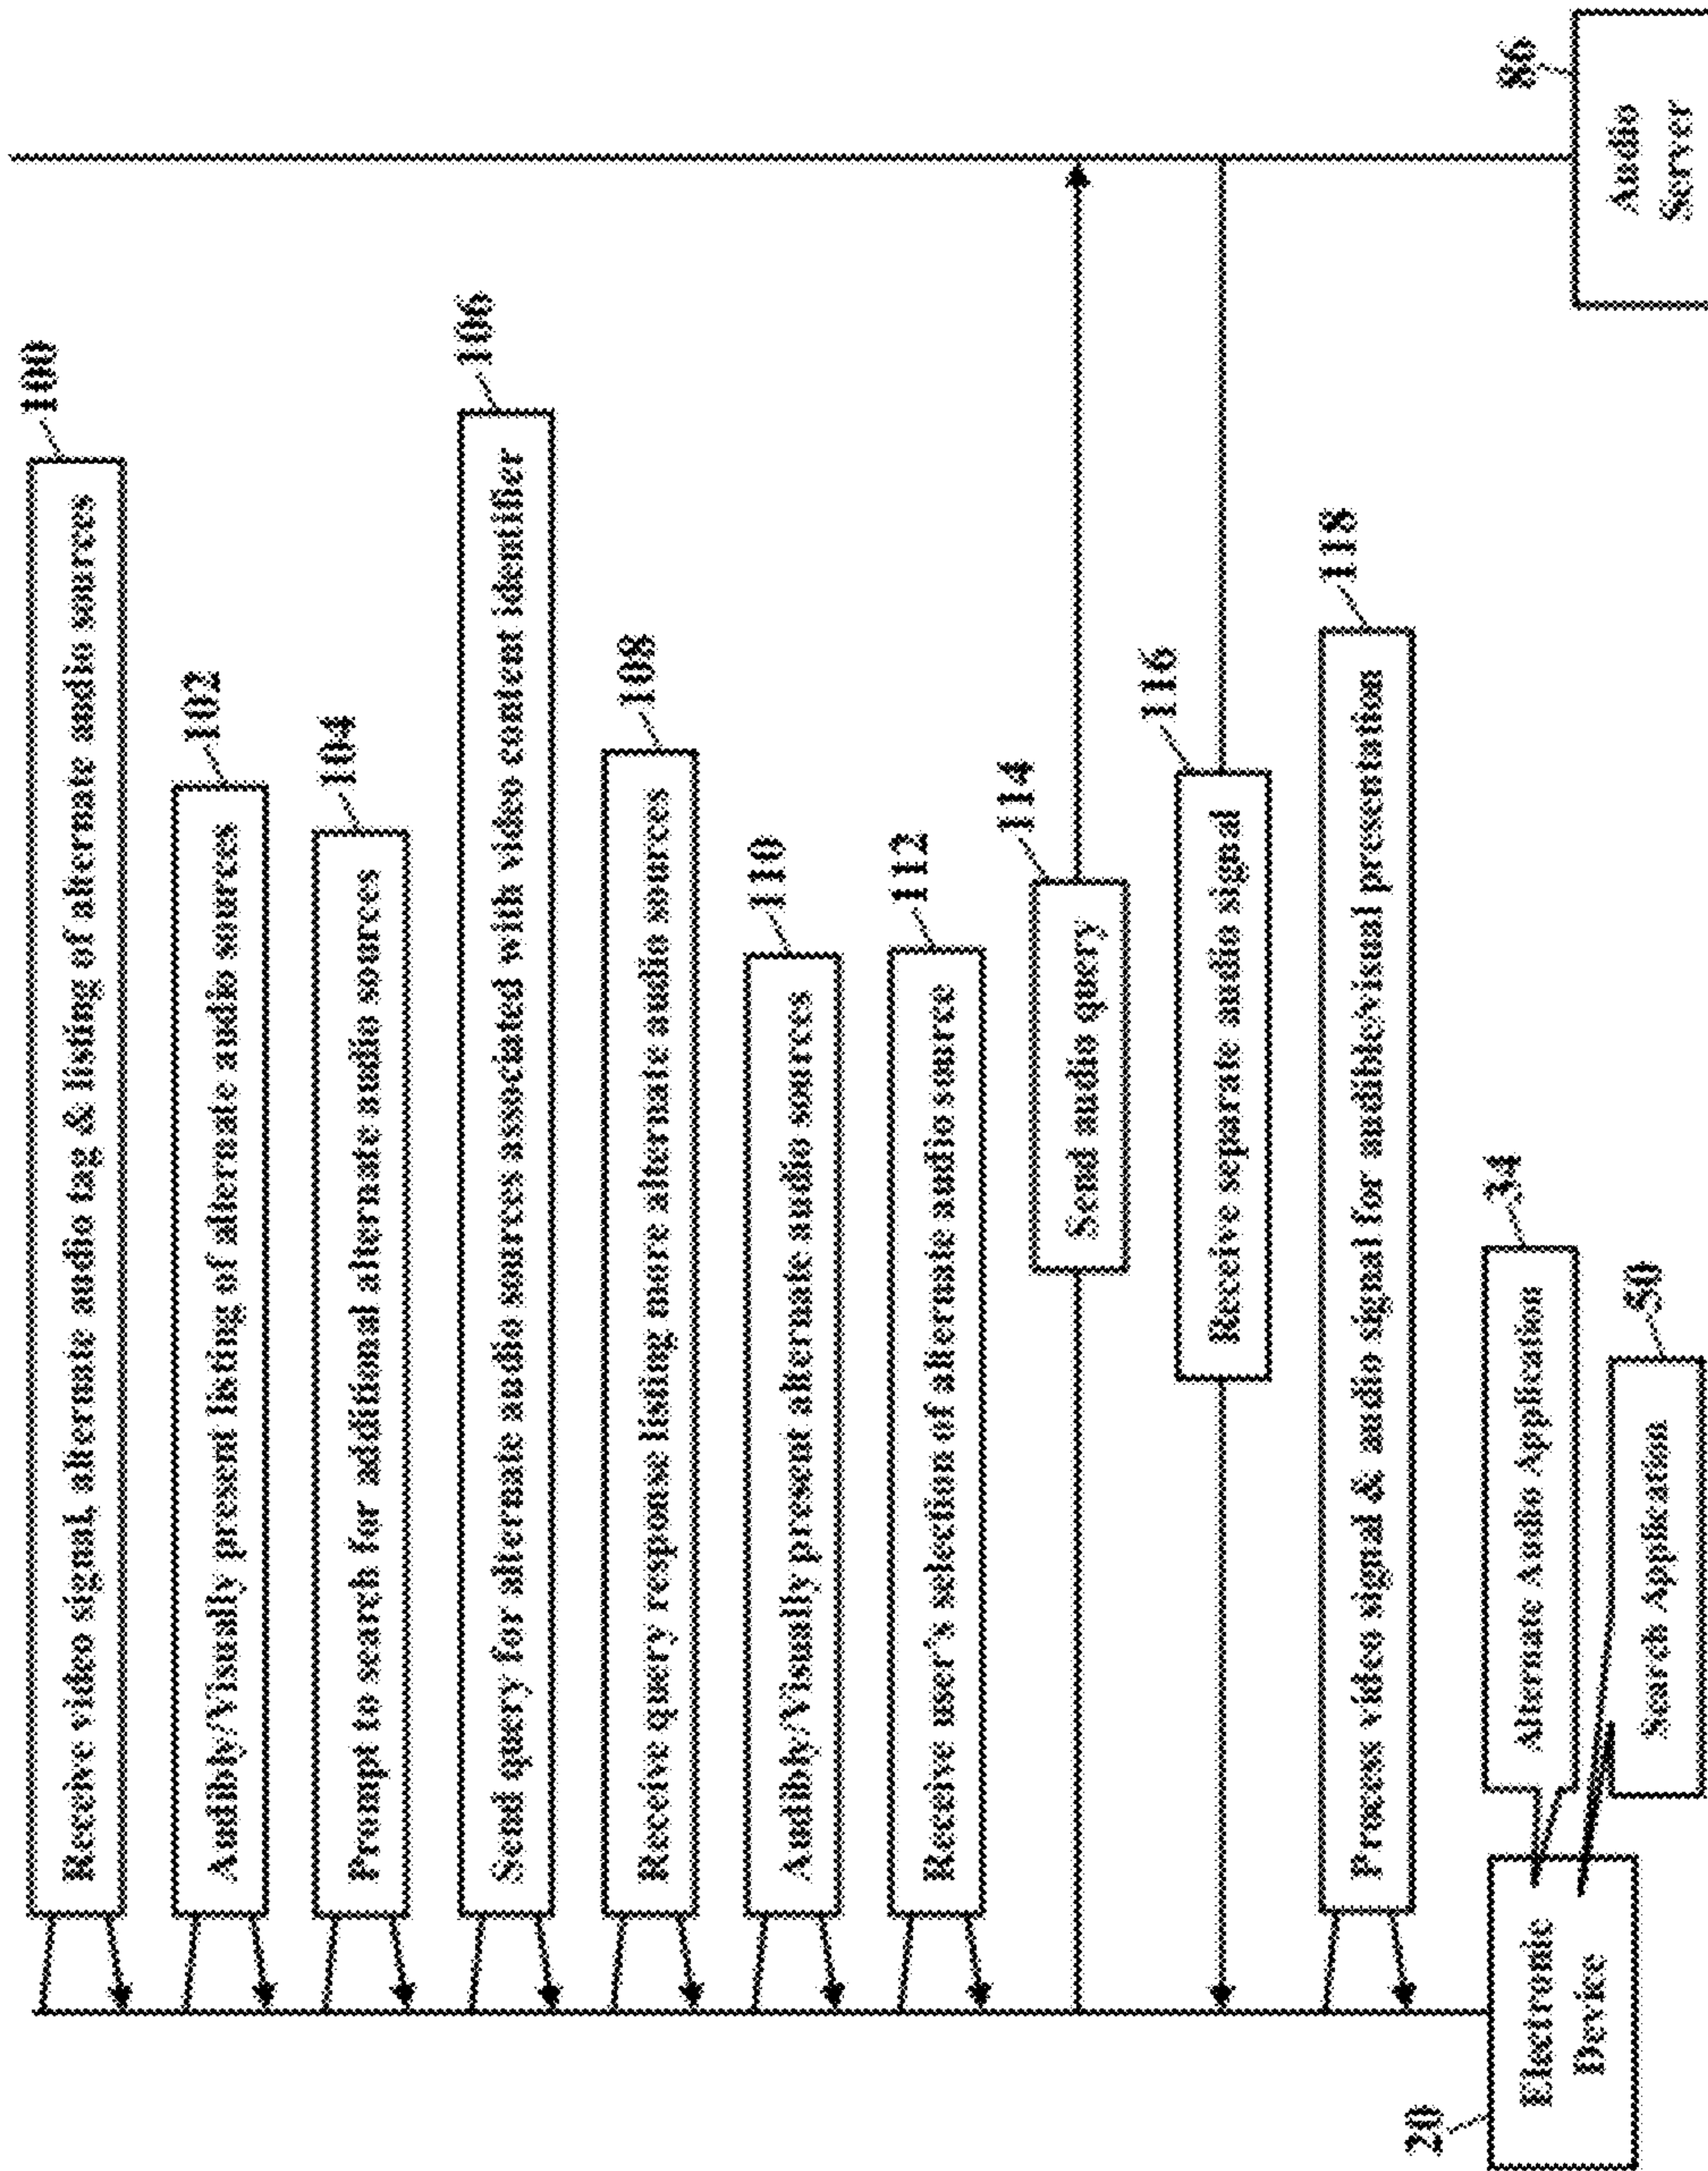 100
Receive video signal, alternate audio tag & listing of alternate audio sources
102
Audibly/Visually present listing of alternate audio sources
104
Prompt to search for additional alternate audio sources
106
Send query for alternate audio sources associated with video content identifier
108
Receive query response listing more alternate audio sources
110
Audibly/Visually present alternate audio sources
112
Receive user's selection of alternate audio source
114
Send audio query
116
Receive separate audio signal
118
Process video signal & audio signal for audible/visual presentation
20
Electronic
Device
34
Alternate Audio Application
50
Search Application
86
Audio
Server